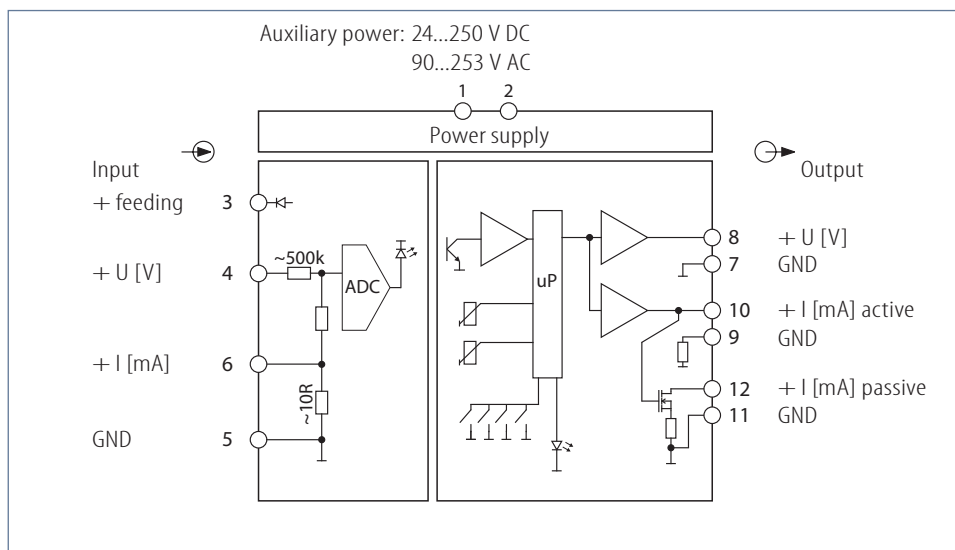 Auxiliary power: 24...250 V DC
90...253 V AC
1 2
Power supply
Input
Output
+ feeding 3
+ U [V] 4
~500k
ADC
+ I [mA] 6
~10R
GND 5
uP
8 + U [V]
7 GND
10 + I [mA] active
9 GND
12 + I [mA] passive
11 GND